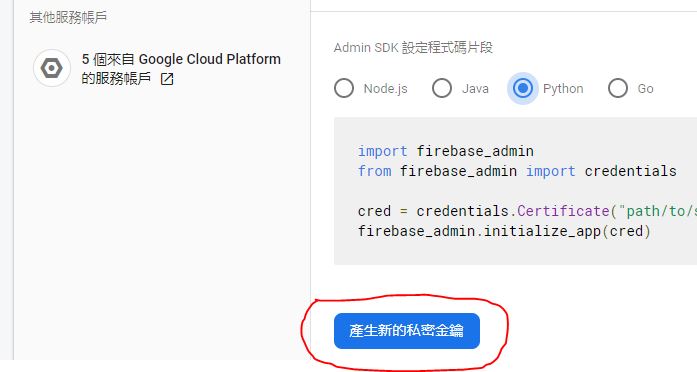 其他服務帳戶
5 個來自 Google Cloud Platform
的服務帳戶
Admin SDK 設定程式碼片段
Node.js
Java
Python
Go
import firebase_admin
from firebase_admin import credentials
cred = credentials.Certificate("path/to/s
firebase_admin.initialize_app(cred)
產生新的私密金鑰